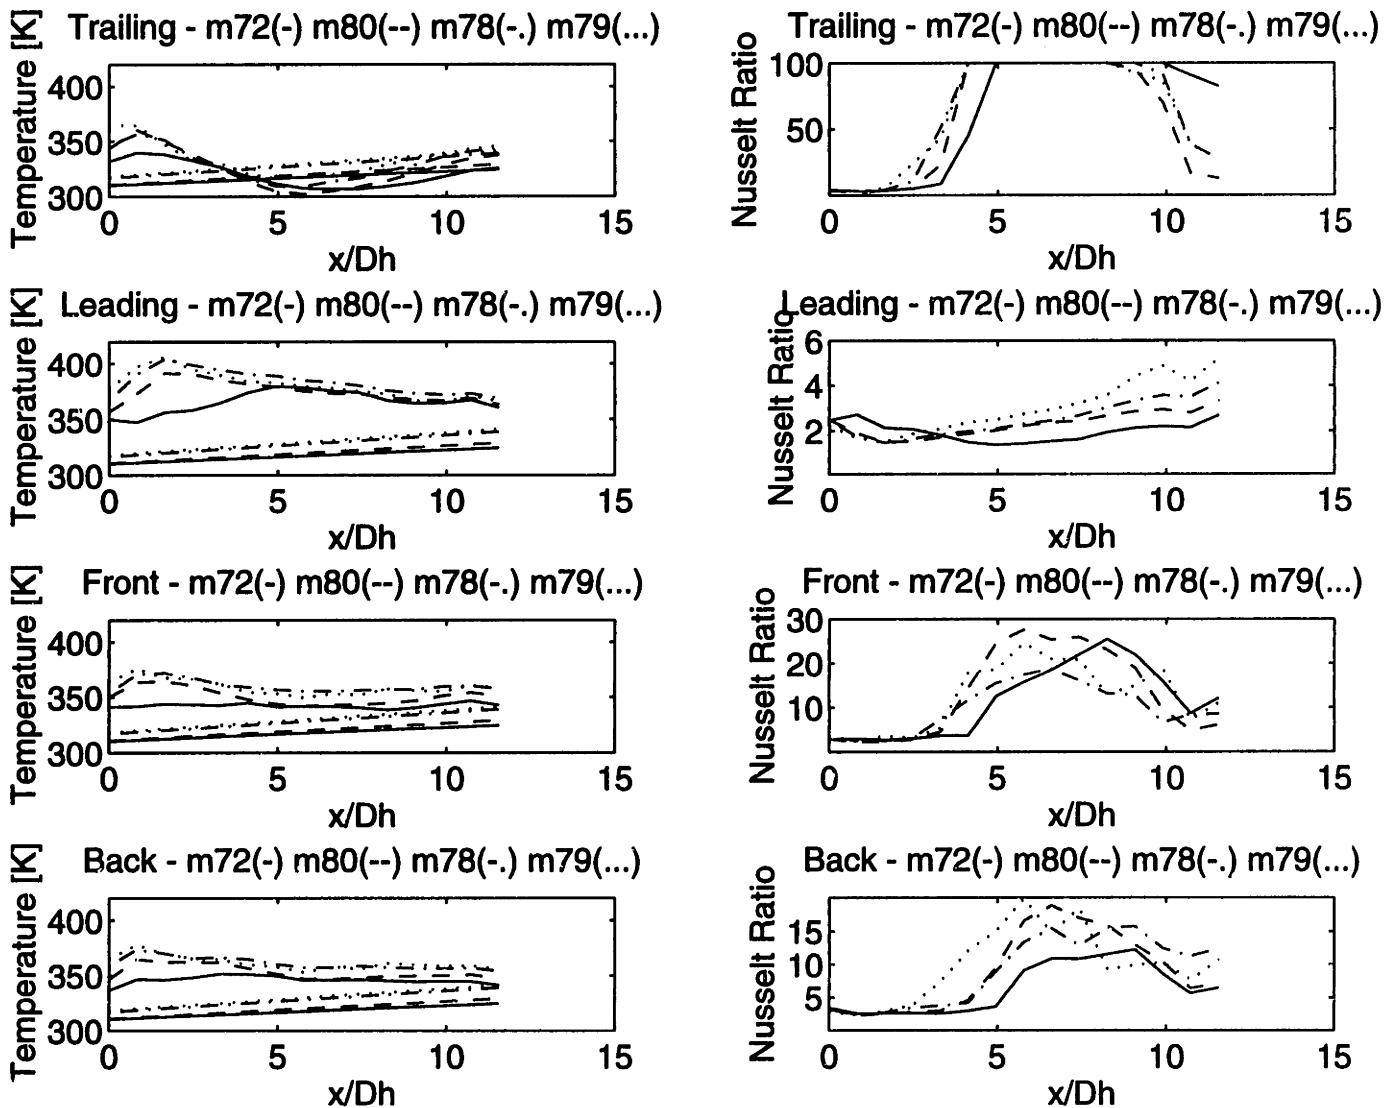 Trailing - m72(-) m80(--) m78(-.) m79(...)
Temperature [K]
400
350
300
0 5 10 15
x/Dh
Trailing - m72(-) m80(--) m78(-.) m79(...)
Nusselt Ratio
100
50
0 5 10 15
x/Dh
Leading - m72(-) m80(--) m78(-.) m79(...)
Temperature [K]
400
350
300
0 5 10 15
x/Dh
Leading - m72(-) m80(--) m78(-.) m79(...)
Nusselt Ratio
6
4
2
0 5 10 15
x/Dh
Front - m72(-) m80(--) m78(-.) m79(...)
Temperature [K]
400
350
300
0 5 10 15
x/Dh
Front - m72(-) m80(--) m78(-.) m79(...)
Nusselt Ratio
30
20
10
0 5 10 15
x/Dh
Back - m72(-) m80(--) m78(-.) m79(...)
Temperature [K]
400
350
300
0 5 10 15
x/Dh
Back - m72(-) m80(--) m78(-.) m79(...)
Nusselt Ratio
15
10
5
0 5 10 15
x/Dh